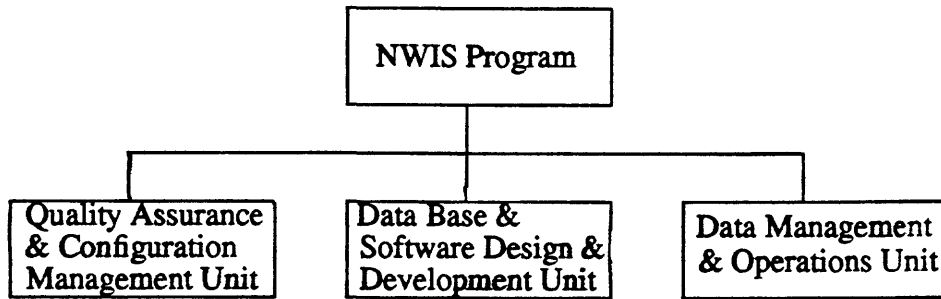 NWIS Program
Quality Assurance
& Configuration
Management Unit
Data Base &
Software Design &
Development Unit
Data Management
& Operations Unit